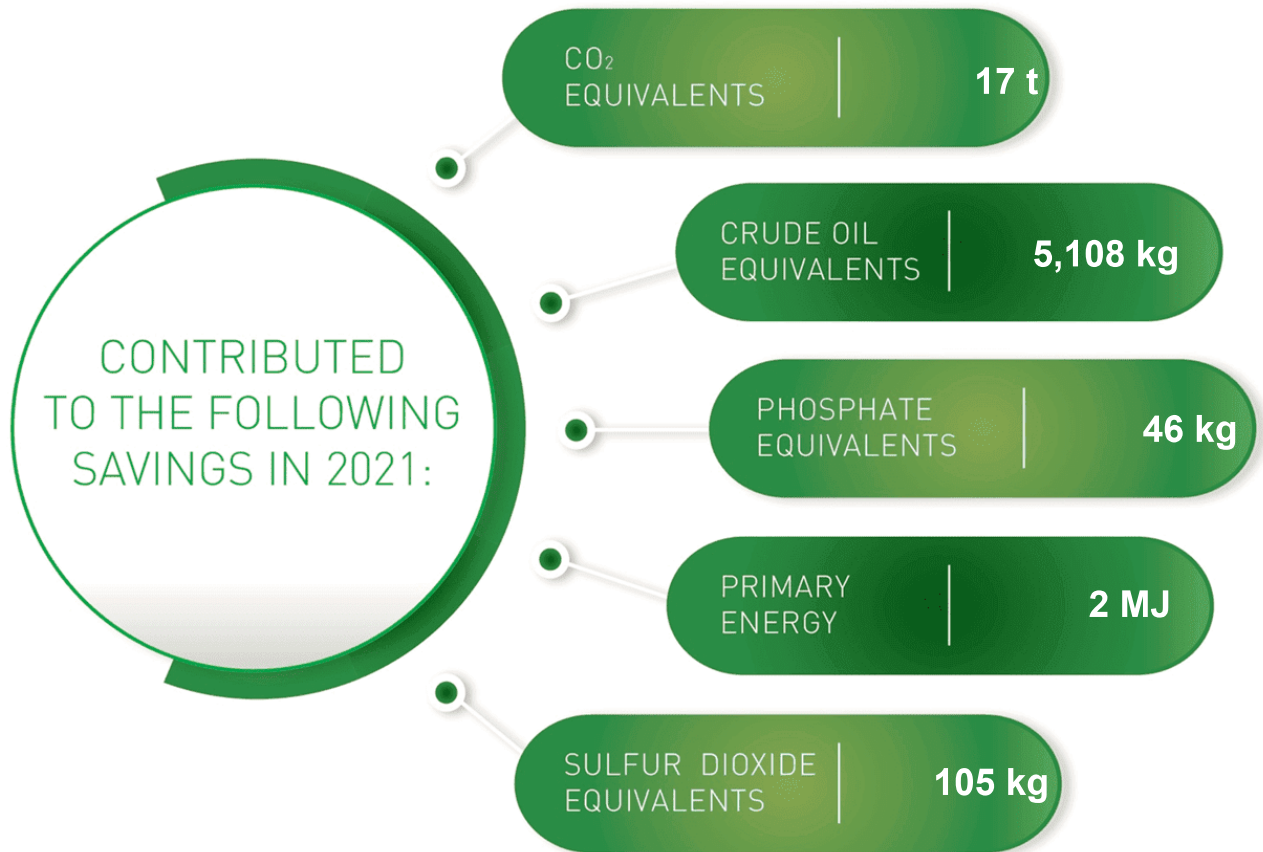 CONTRIBUTED
TO THE FOLLOWING
SAVINGS IN 2021:
CO₂
EQUIVALENTS
17 t
CRUDE OIL
EQUIVALENTS
5,108 kg
PHOSPHATE
EQUIVALENTS
46 kg
PRIMARY
ENERGY
2 MJ
SULFUR DIOXIDE
EQUIVALENTS
105 kg